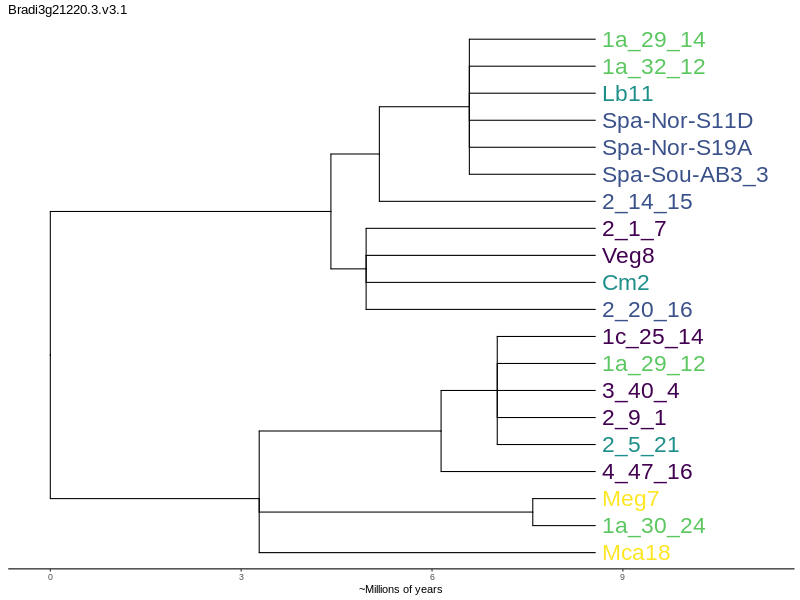 Bradi3g21220.3.v3.1
1a_29_14
1a_32_12
Lb11
Spa-Nor-S11D
Spa-Nor-S19A
Spa-Sou-AB3_3
2_14_15
2_1_7
Veg8
Cm2
2_20_16
1c_25_14
1a_29_12
3_40_4
2_9_1
2_5_21
4_47_16
Meg7
1a_30_24
Mca18
0 3 6 9
~Millions of years